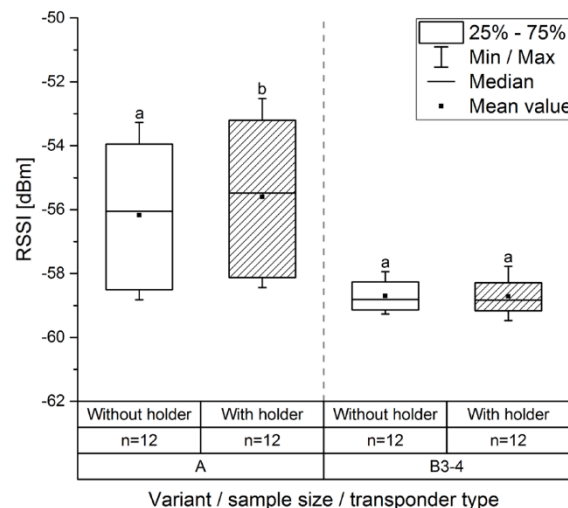 -50
-52
-54
-56
-58
-60
-62
RSSI [dBm]
25% - 75%
Min / Max
Median
Mean value
a
b
a
a
Without holder With holder Without holder With holder
n=12 n=12 n=12 n=12
A B3-4
Variant / sample size / transponder type